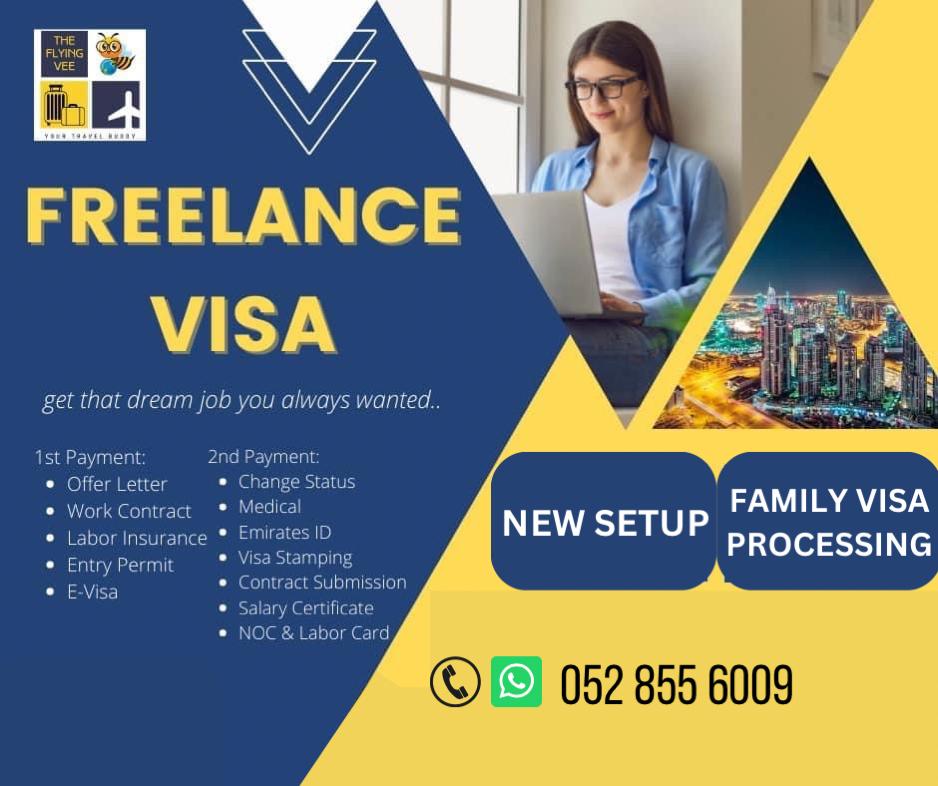 THE
FLYING
VEE
YOUR TRAVEL BUDDY
FREELANCE
VISA
get that dream job you always wanted..
1st Payment:
Offer Letter
Work Contract
Labor Insurance
Entry Permit
E-Visa
2nd Payment:
Change Status
Medical
Emirates ID
Visa Stamping
Contract Submission
Salary Certificate
NOC & Labor Card
NEW SETUP
FAMILY VISA
PROCESSING
052 855 6009